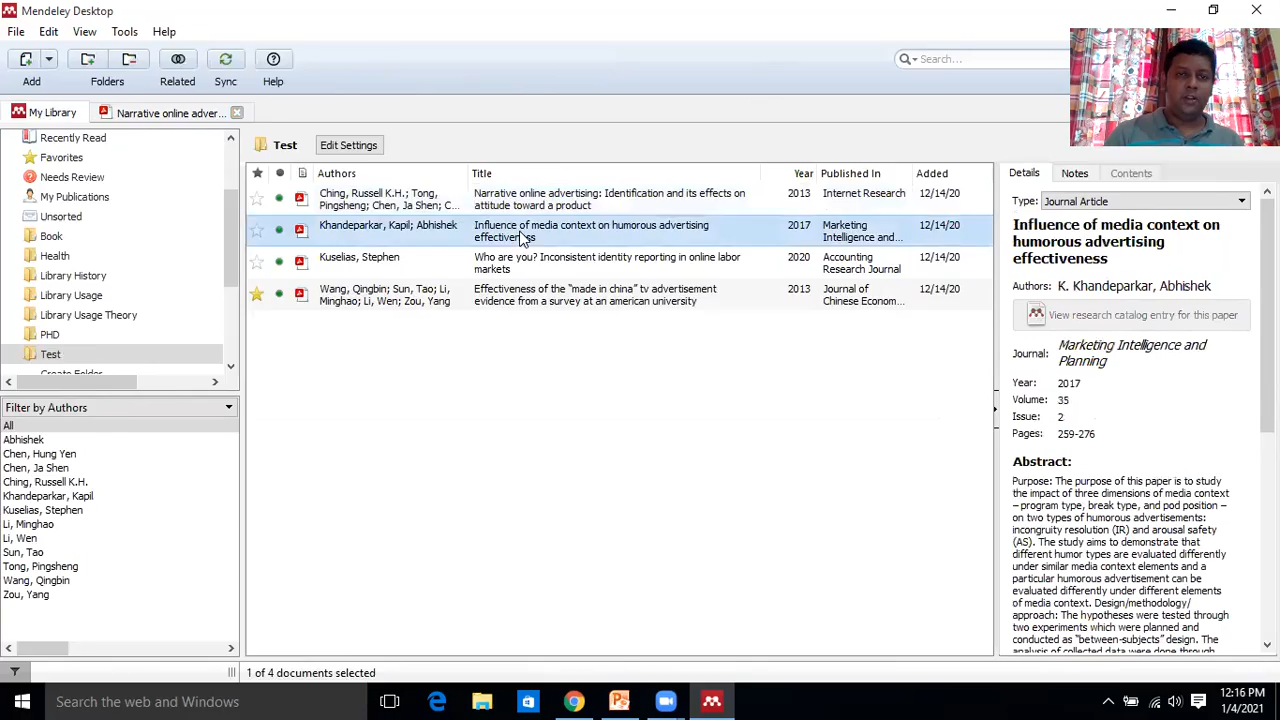 Mendeley Desktop
File Edit View Tools Help
Add Folders Related Sync Help
Search...
My Library Narrative online adver...
Recently Read
Favorites
Needs Review
My Publications
Unsorted
Book
Health
Library History
Library Usage
Library Usage Theory
PHD
Test
Filter by Authors
All
Abhishek
Chen, Hung Yen
Chen, Ja Shen
Ching, Russell K.H.
Khandeparkar, Kapil
Kuselias, Stephen
Li, Minghao
Li, Wen
Sun, Tao
Tong, Pingsheng
Wang, Qingbin
Zou, Yang
Test Edit Settings
Authors Title Year Published In Added
Ching, Russell K.H.; Tong, Narrative online advertising: Identification and its effects on 2013 Internet Research 12/14/20
Pingsheng; Chen, Ja Shen; C... attitude toward a product
Khandeparkar, Kapil; Abhishek Influence of media context on humorous advertising 2017 Marketing 12/14/20
effectiveness Intelligence and...
Kuselias, Stephen Who are you? Inconsistent identity reporting in online labor 2020 Accounting 12/14/20
markets Research Journal
Wang, Qingbin; Sun, Tao; Li, Effectiveness of the "made in china" tv advertisement 2013 Journal of 12/14/20
Minghao; Li, Wen; Zou, Yang evidence from a survey at an american university Chinese Econom...
1 of 4 documents selected
Details Notes Contents
Type: Journal Article
Influence of media context on
humorous advertising
effectiveness
Authors: K. Khandeparkar, Abhishek
View research catalog entry for this paper
Journal: Marketing Intelligence and
Planning
Year: 2017
Volume: 35
Issue: 2
Pages: 259-276
Abstract:
Purpose: The purpose of this paper is to study
the impact of three dimensions of media context
– program type, break type, and pod position –
on two types of humorous advertisements:
incongruity resolution (IR) and arousal safety
(AS). The study aims to demonstrate that
different humor types are evaluated differently
under similar media context elements and a
particular humorous advertisement can be
evaluated differently under different elements
of media context. Design/methodology/
approach: The hypotheses were tested through
two experiments which were planned and
conducted as "between-subjects" design. The
analysis of collected data were done through
Search the web and Windows
12:16 PM
1/4/2021